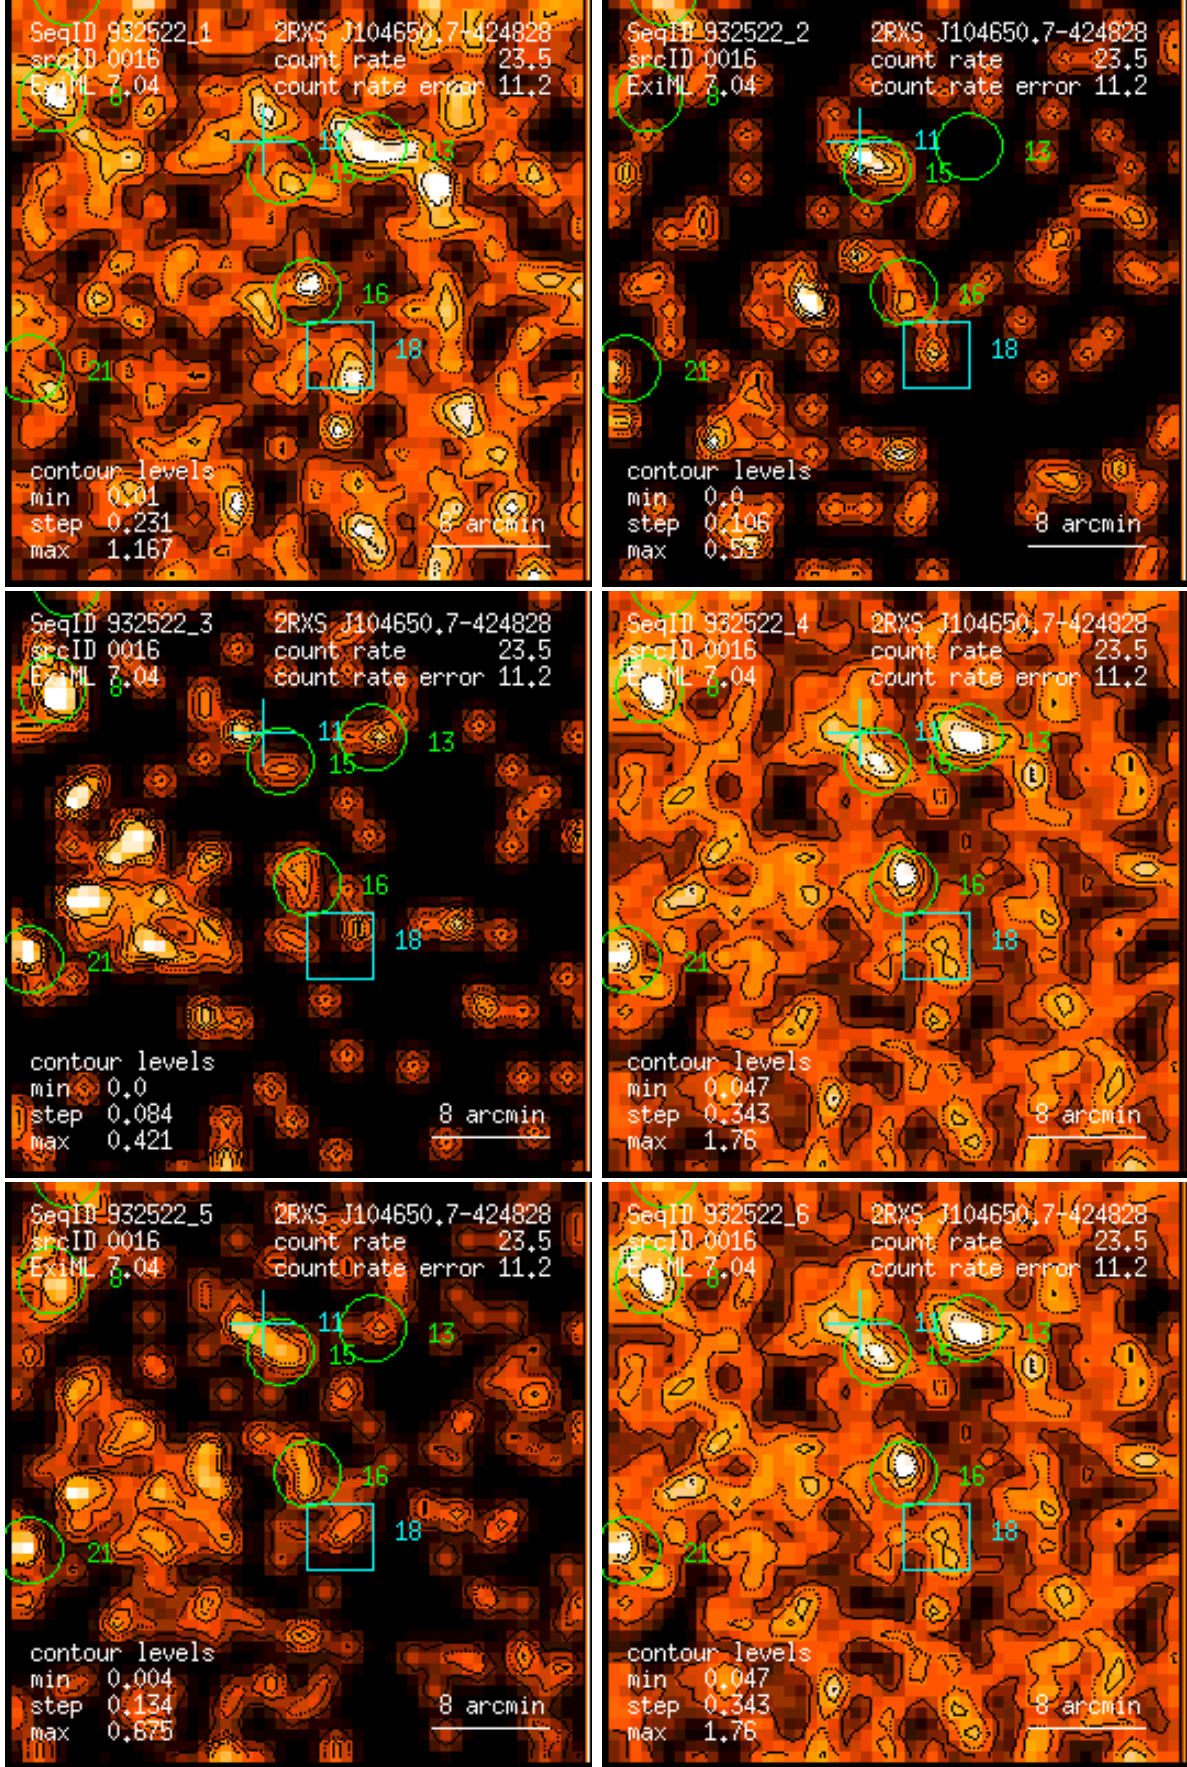 SeqID 932522_1 2RXS J104650.7-424828
srcID 0016 count rate 23.5
ExiML 7.04 count rate error 11.2
8
11
13
15
16
18
21
contour levels
min 0.01
step 0.231
max 1.167
8 arcmin
SeqID 932522_2 2RXS J104650.7-424828
srcID 0016 count rate 23.5
ExiML 7.04 count rate error 11.2
8
11
13
15
16
18
21
contour levels
min 0.0
step 0.106
max 0.53
8 arcmin
SeqID 932522_3 2RXS J104650.7-424828
srcID 0016 count rate 23.5
ExiML 7.04 count rate error 11.2
8
11
13
15
16
18
21
contour levels
min 0.0
step 0.084
max 0.421
8 arcmin
SeqID 932522_4 2RXS J104650.7-424828
srcID 0016 count rate 23.5
ExiML 7.04 count rate error 11.2
8
11
13
15
16
18
21
contour levels
min 0.047
step 0.343
max 1.76
8 arcmin
SeqID 932522_5 2RXS J104650.7-424828
srcID 0016 count rate 23.5
ExiML 7.04 count rate error 11.2
8
11
13
15
16
18
21
contour levels
min 0.004
step 0.134
max 0.675
8 arcmin
SeqID 932522_6 2RXS J104650.7-424828
srcID 0016 count rate 23.5
ExiML 7.04 count rate error 11.2
8
11
13
15
16
18
21
contour levels
min 0.047
step 0.343
max 1.76
8 arcmin